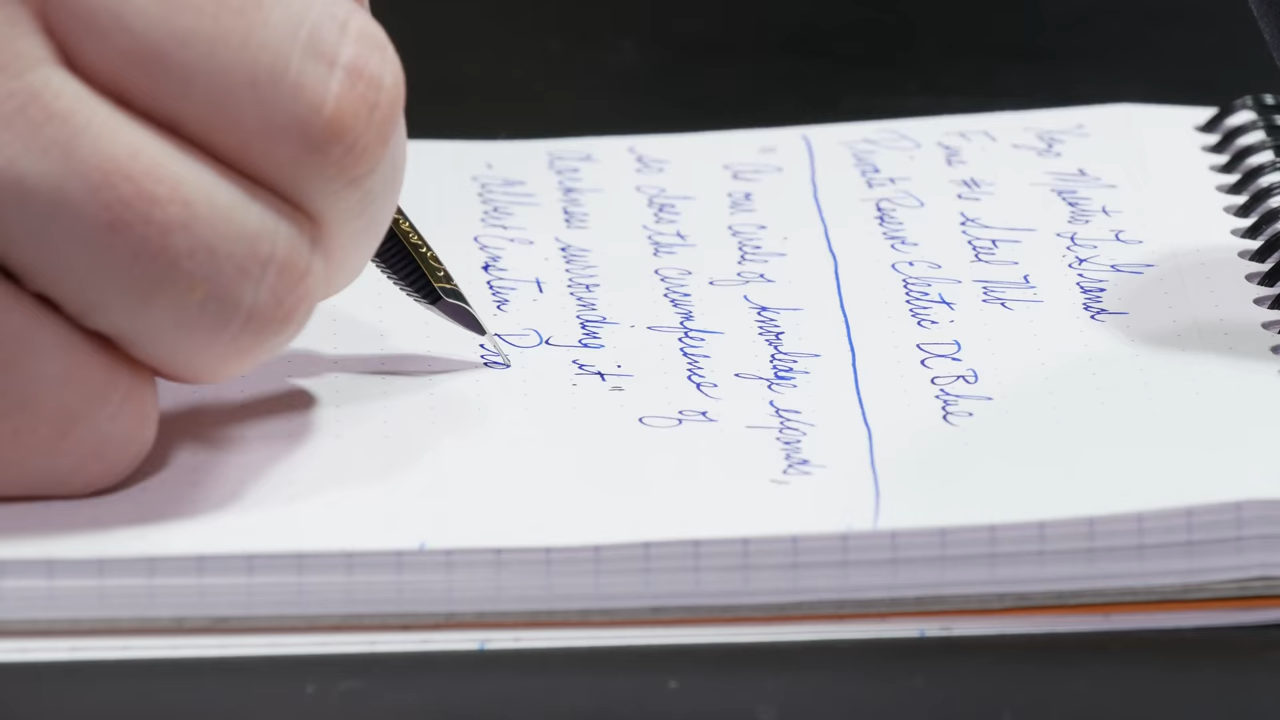 Fine #6 Steel Nib
Private Reserve Electric DC Blue
"As our circle of knowledge expands,
so does the circumference of
darkness surrounding it."
- Albert Einstein